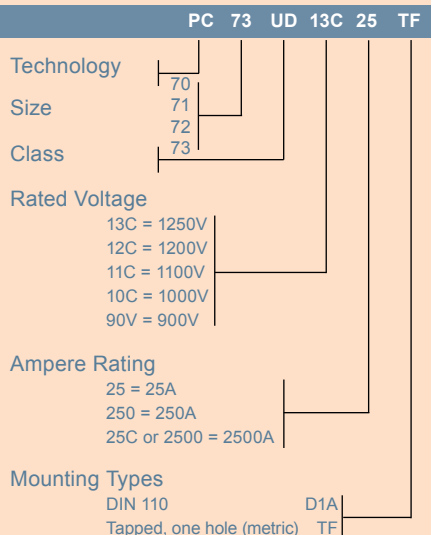 PC 73 UD 13C 25 TF
Technology
70
Size
71
72
73
Class
Rated Voltage
13C = 1250V
12C = 1200V
11C = 1100V
10C = 1000V
90V = 900V
Ampere Rating
25 = 25A
250 = 250A
25C or 2500 = 2500A
Mounting Types
DIN 110 D1A
Tapped, one hole (metric) TF